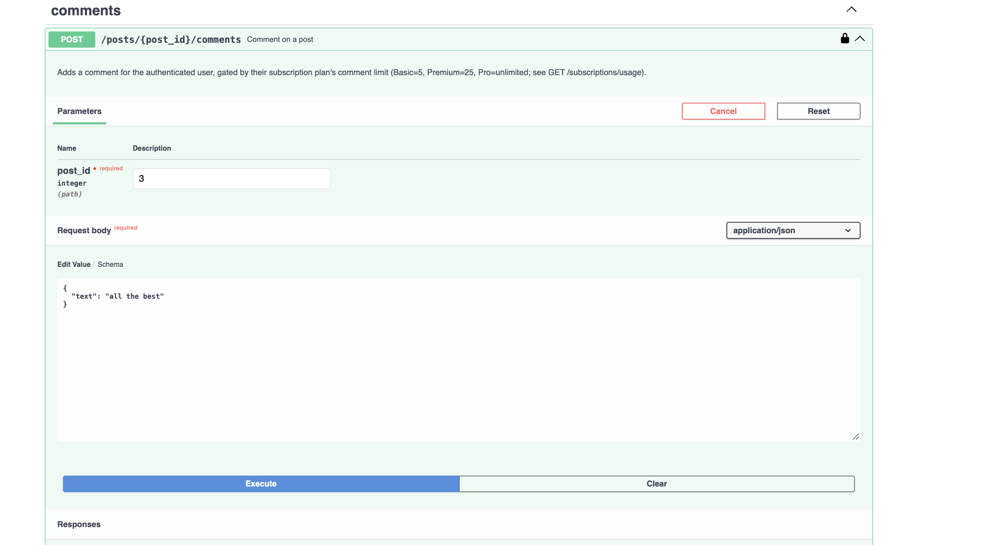 comments
POST /posts/{post_id}/comments Comment on a post
Adds a comment for the authenticated user, gated by their subscription plan's comment limit (Basic=5, Premium=25, Pro=unlimited; see GET /subscriptions/usage).
Parameters Cancel Reset
Name Description
post_id * required
integer
(path)
3
Request body required application/json
Edit Value Schema
{
  "text": "all the best"
}
Execute Clear
Responses